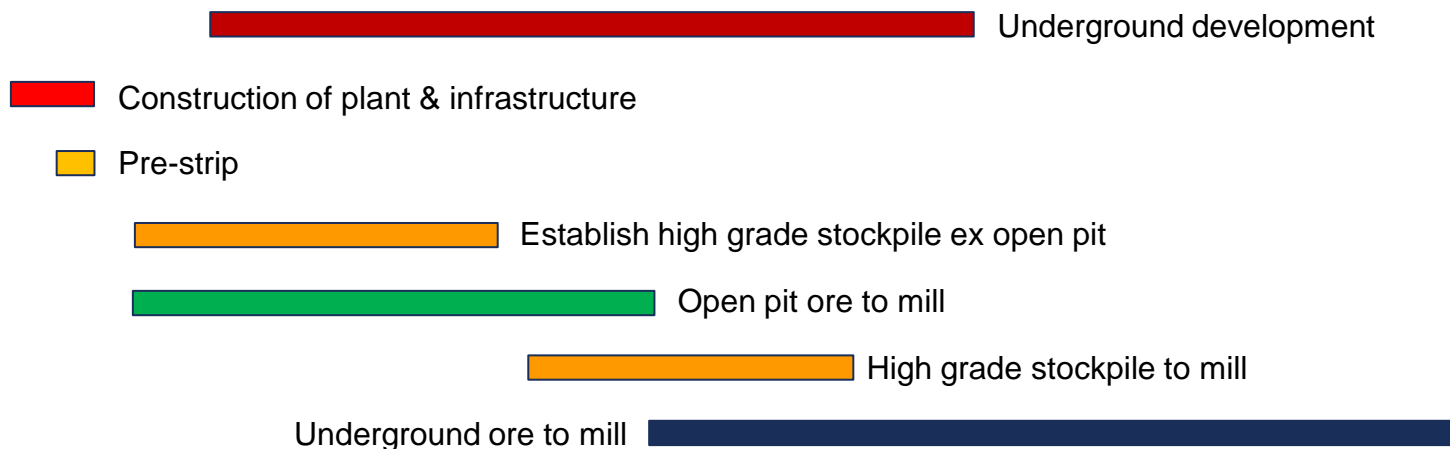 Underground development
Construction of plant & infrastructure
Pre-strip
Establish high grade stockpile ex open pit
Open pit ore to mill
High grade stockpile to mill
Underground ore to mill